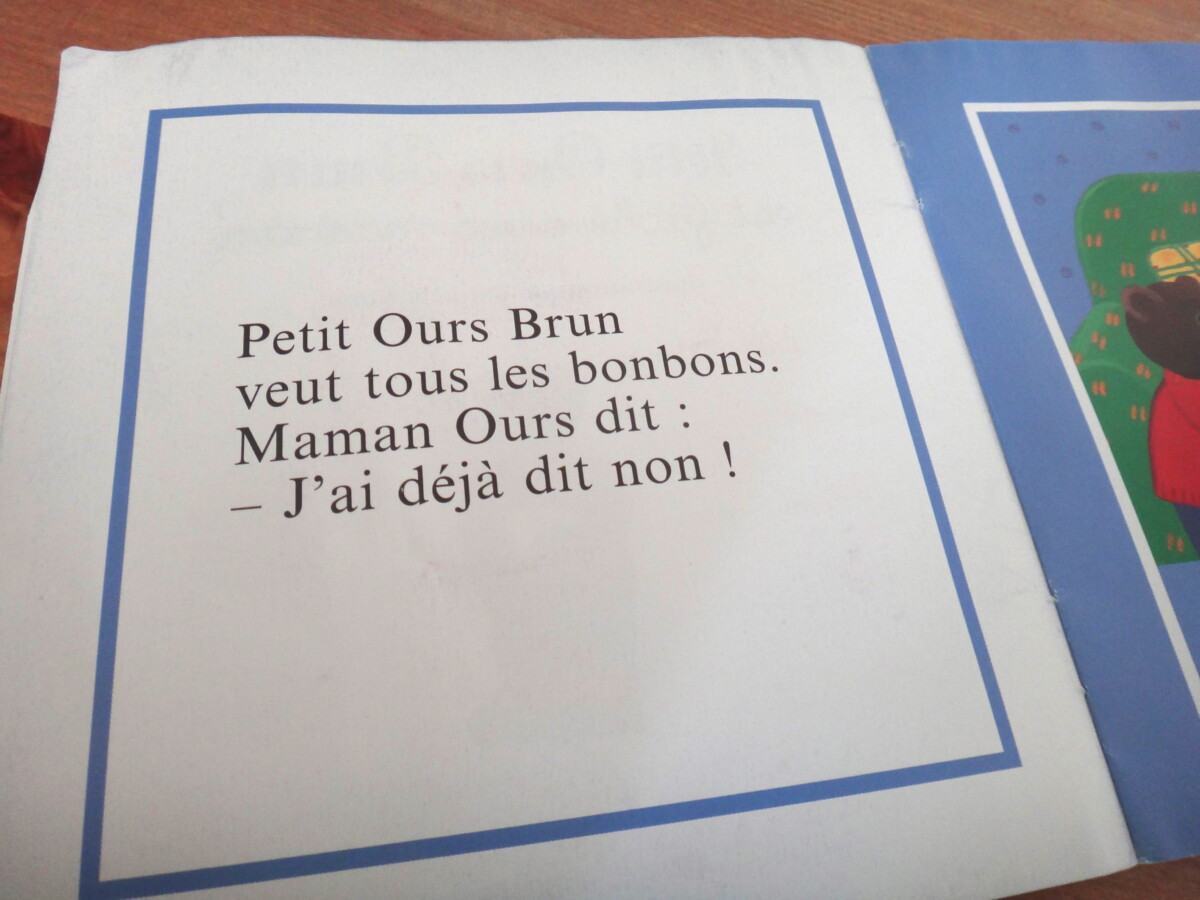 Petit Ours Brun
veut tous les bonbons.
Maman Ours dit :
– J’ai déjà dit non !